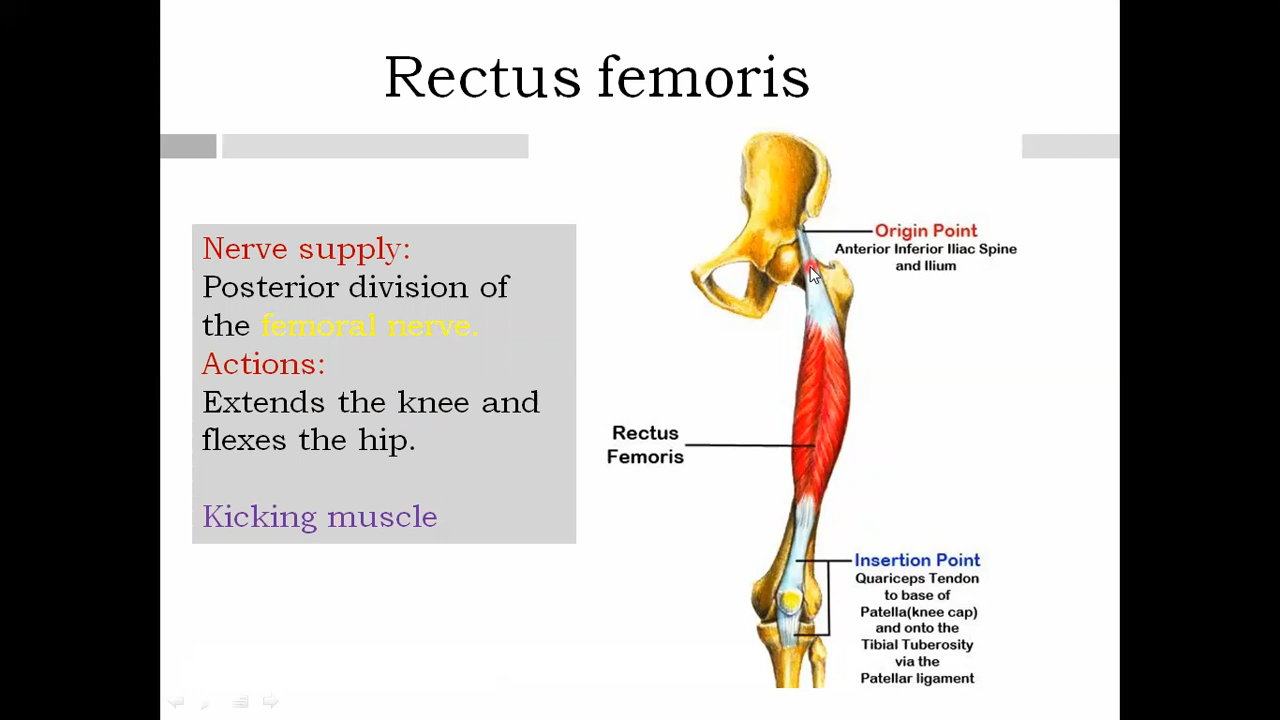 Rectus femoris
Nerve supply:
Posterior division of
the femoral nerve.
Actions:
Extends the knee and
flexes the hip.
Kicking muscle
Origin Point
Anterior Inferior Iliac Spine
and Ilium
Rectus
Femoris
Insertion Point
Quariceps Tendon
to base of
Patella(knee cap)
and onto the
Tibial Tuberosity
via the
Patellar ligament